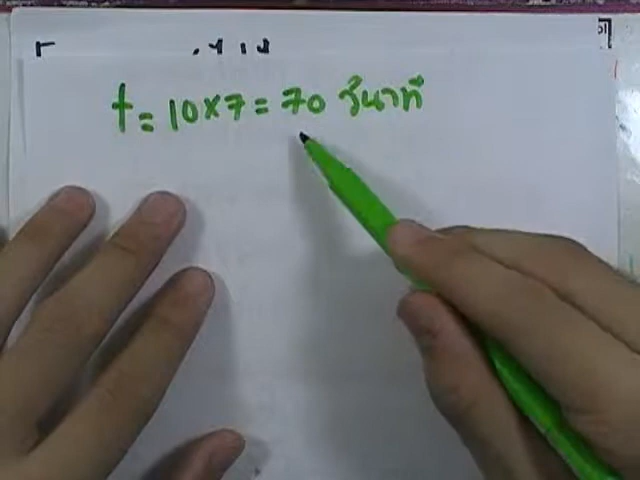 t = 10×7 = 70 วินาที